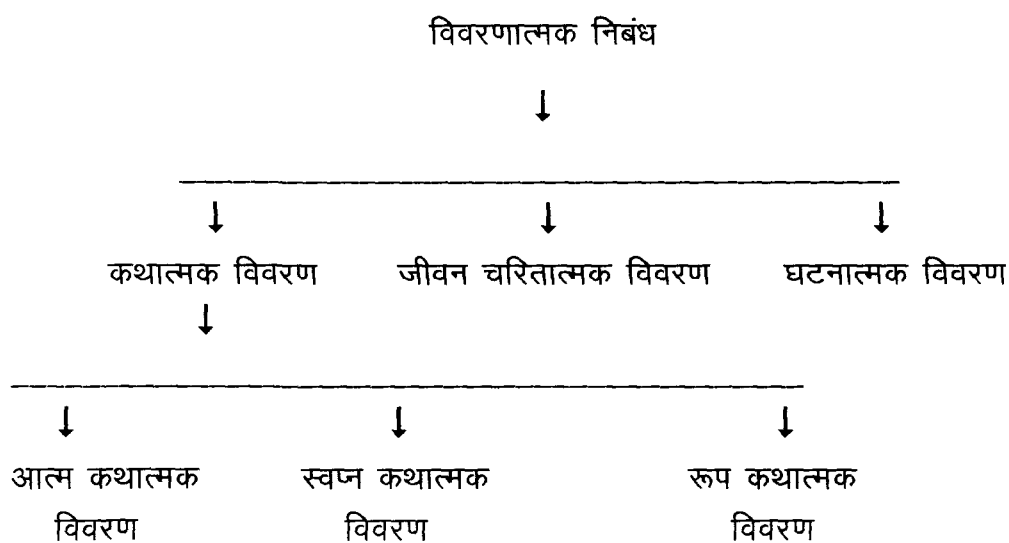 विवरणात्मक निबंध
कथात्मक विवरण जीवन चरितात्मक विवरण घटनात्मक विवरण
आत्म कथात्मक स्वप्न कथात्मक रूप कथात्मक
विवरण विवरण विवरण